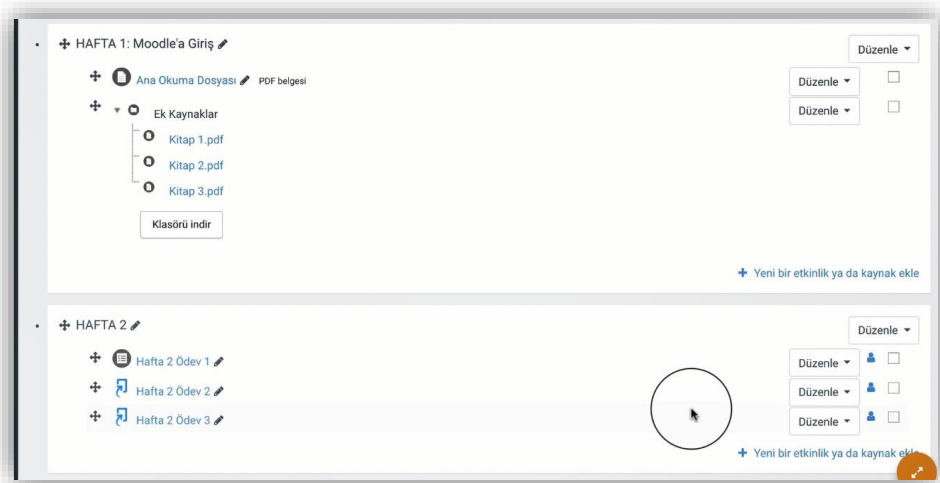 HAFTA 1: Moodle'a Giriş
Düzenle
Ana Okuma Dosyası PDF belgesi
Düzenle
Ek Kaynaklar
Düzenle
Kitap 1.pdf
Kitap 2.pdf
Kitap 3.pdf
Klasörü indir
Yeni bir etkinlik ya da kaynak ekle
HAFTA 2
Düzenle
Hafta 2 Ödev 1
Düzenle
Hafta 2 Ödev 2
Düzenle
Hafta 2 Ödev 3
Düzenle
Yeni bir etkinlik ya da kaynak ekle